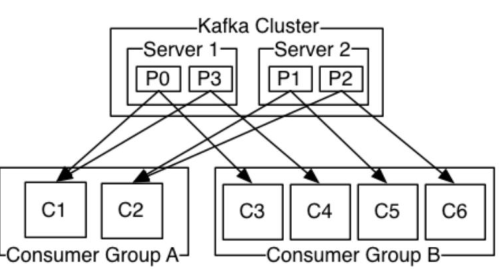 Kafka Cluster
Server 1 Server 2
P0 P3 P1 P2
C1 C2 C3 C4 C5 C6
Consumer Group A Consumer Group B